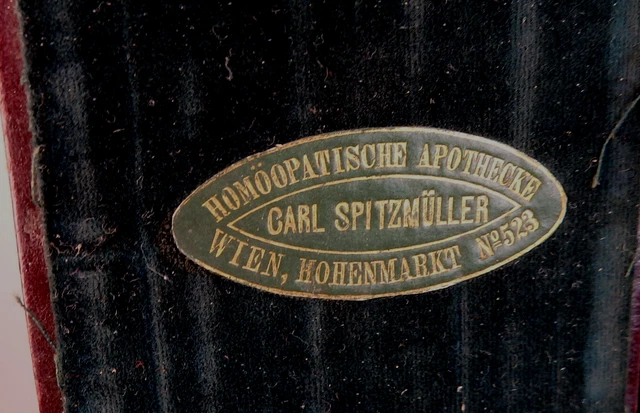 HOMÖOPATISCHE APOTHECKE
CARL SPITZMÜLLER
WIEN, HOHENMARKT Nº 523